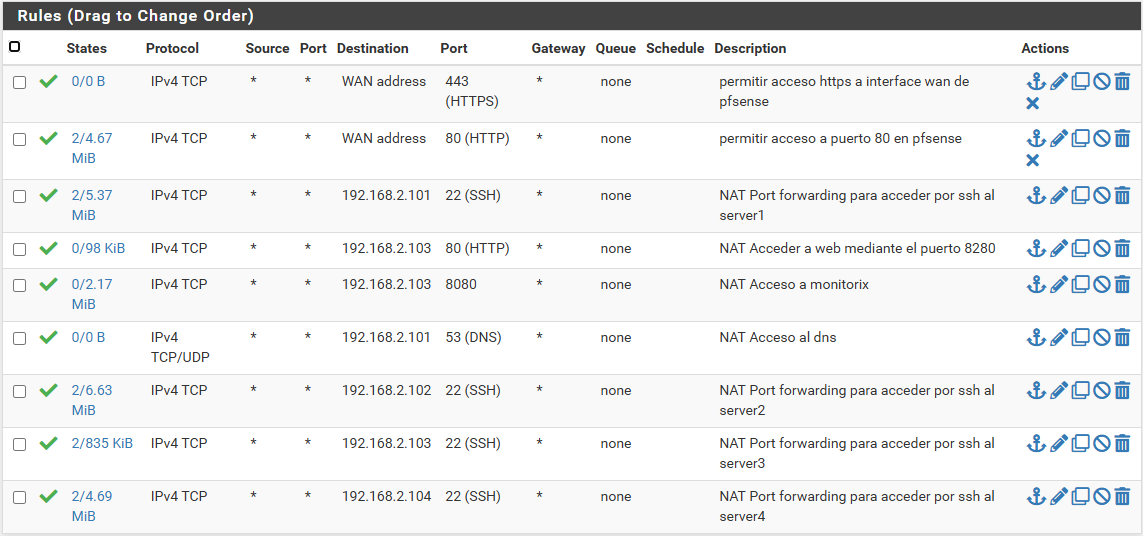 Rules (Drag to Change Order)
States Protocol Source Port Destination Port Gateway Queue Schedule Description Actions
0/0 B IPv4 TCP * * WAN address 443 * none permitir acceso https a interface wan de
(HTTPS) pfsense
2/4.67 IPv4 TCP * * WAN address 80 (HTTP) * none permitir acceso a puerto 80 en pfsense
MiB
2/5.37 IPv4 TCP * * 192.168.2.101 22 (SSH) * none NAT Port forwarding para acceder por ssh al
MiB server1
0/98 KiB IPv4 TCP * * 192.168.2.103 80 (HTTP) * none NAT Acceder a web mediante el puerto 8280
0/2.17 IPv4 TCP * * 192.168.2.103 8080 * none NAT Acceso a monitorix
MiB
0/0 B IPv4 * * 192.168.2.101 53 (DNS) * none NAT Acceso al dns
TCP/UDP
2/6.63 IPv4 TCP * * 192.168.2.102 22 (SSH) * none NAT Port forwarding para acceder por ssh al
MiB server2
2/835 KiB IPv4 TCP * * 192.168.2.103 22 (SSH) * none NAT Port forwarding para acceder por ssh al
server3
2/4.69 IPv4 TCP * * 192.168.2.104 22 (SSH) * none NAT Port forwarding para acceder por ssh al
MiB server4